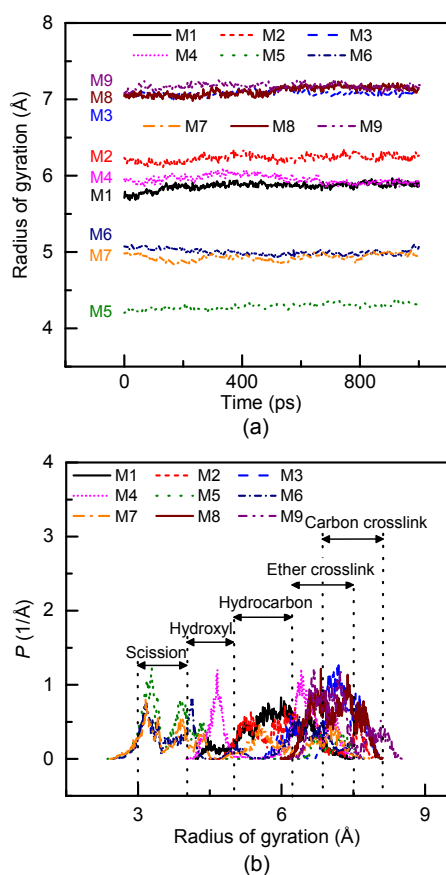 M1 M2 M3
M4 M5 M6
M7 M8 M9
8
7
6
5
4
Radius of gyration (Å)
M9
M8
M3
M2
M4
M1
M6
M7
M5
0 400 800
Time (ps)
(a)
M1 M2 M3
M4 M5 M6
M7 M8 M9
Carbon crosslink
Ether crosslink
Hydrocarbon
Hydroxyl
Scission
4
3
2
1
0
P (1/Å)
3 6 9
Radius of gyration (Å)
(b)